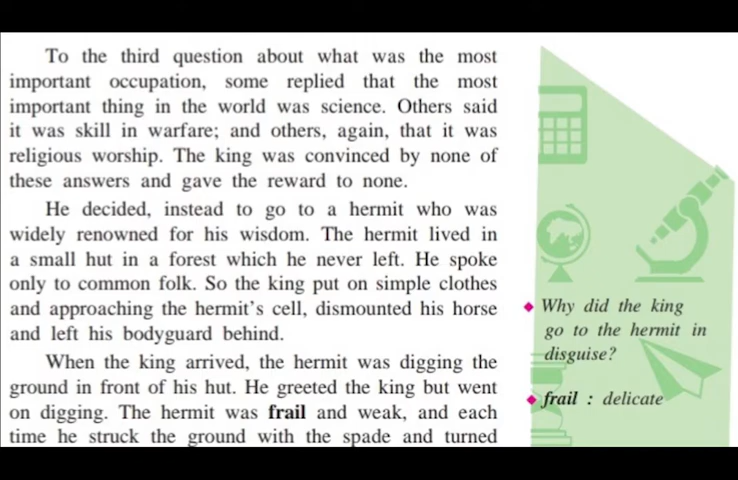 To the third question about what was the most
important occupation, some replied that the most
important thing in the world was science. Others said
it was skill in warfare; and others, again, that it was
religious worship. The king was convinced by none of
these answers and gave the reward to none.
He decided, instead to go to a hermit who was
widely renowned for his wisdom. The hermit lived in
a small hut in a forest which he never left. He spoke
only to common folk. So the king put on simple clothes
and approaching the hermit's cell, dismounted his horse
and left his bodyguard behind.
When the king arrived, the hermit was digging the
ground in front of his hut. He greeted the king but went
on digging. The hermit was frail and weak, and each
time he struck the ground with the spade and turned
Why did the king
go to the hermit in
disguise?
frail : delicate